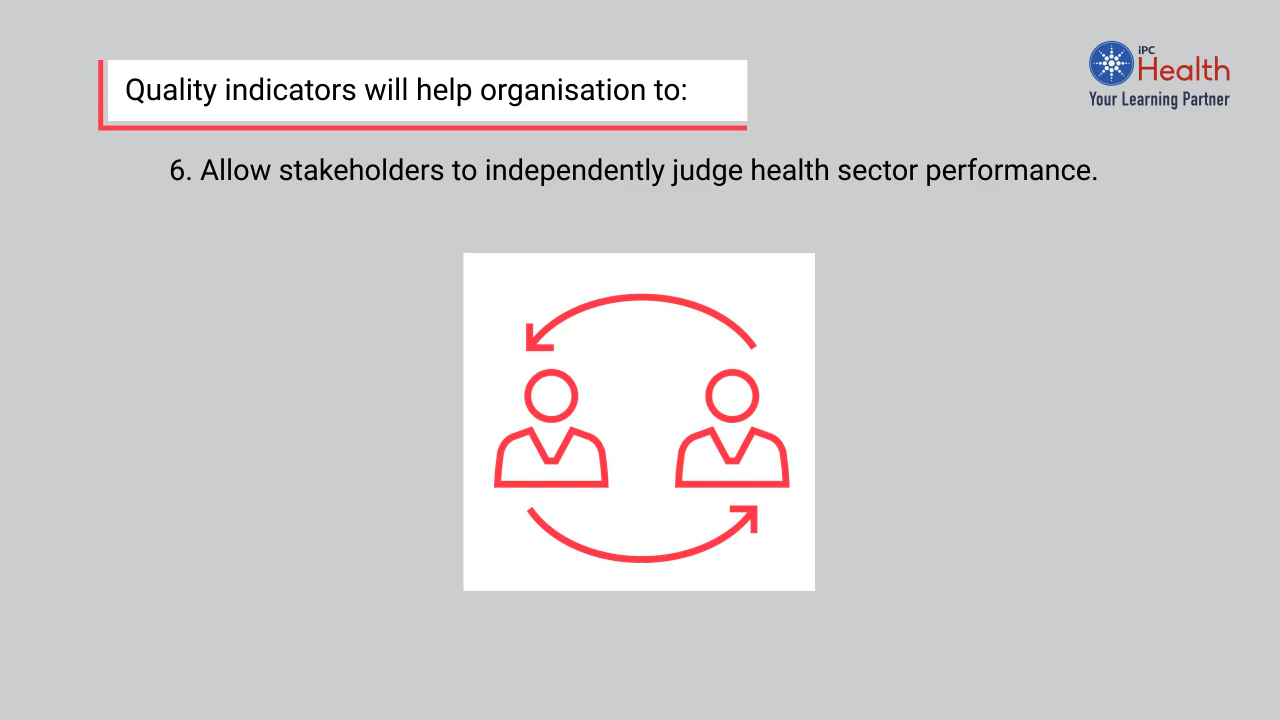 Quality indicators will help organisation to:
iPC
Health
Your Learning Partner
6. Allow stakeholders to independently judge health sector performance.